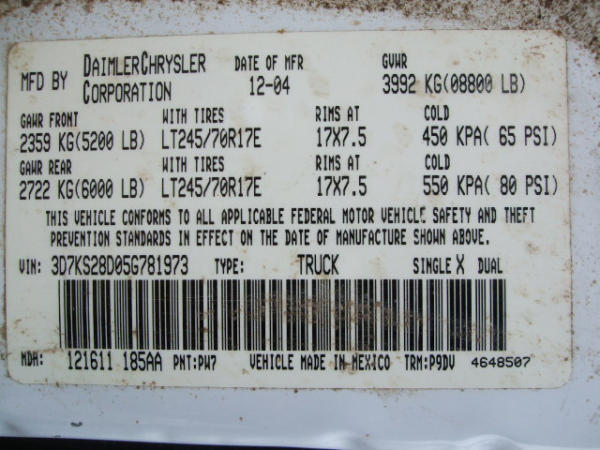 MFD BY DAIMLERCHRYSLER CORPORATION DATE OF MFR 12-04 GVWR 3992 KG(08800 LB)
GAWR FRONT WITH TIRES RIMS AT COLD
2359 KG(5200 LB) LT245/70R17E 17X7.5 450 KPA( 65 PSI)
GAWR REAR WITH TIRES RIMS AT COLD
2722 KG(6000 LB) LT245/70R17E 17X7.5 550 KPA( 80 PSI)
THIS VEHICLE CONFORMS TO ALL APPLICABLE FEDERAL MOTOR VEHICLE SAFETY AND THEFT
PREVENTION STANDARDS IN EFFECT ON THE DATE OF MANUFACTURE SHOWN ABOVE.
VIN: 3D7KS28D05G781973 TYPE: TRUCK SINGLE X DUAL
MDH: 121611 185AA PNT:PW7 VEHICLE MADE IN MEXICO TRM:P9DV 4648507